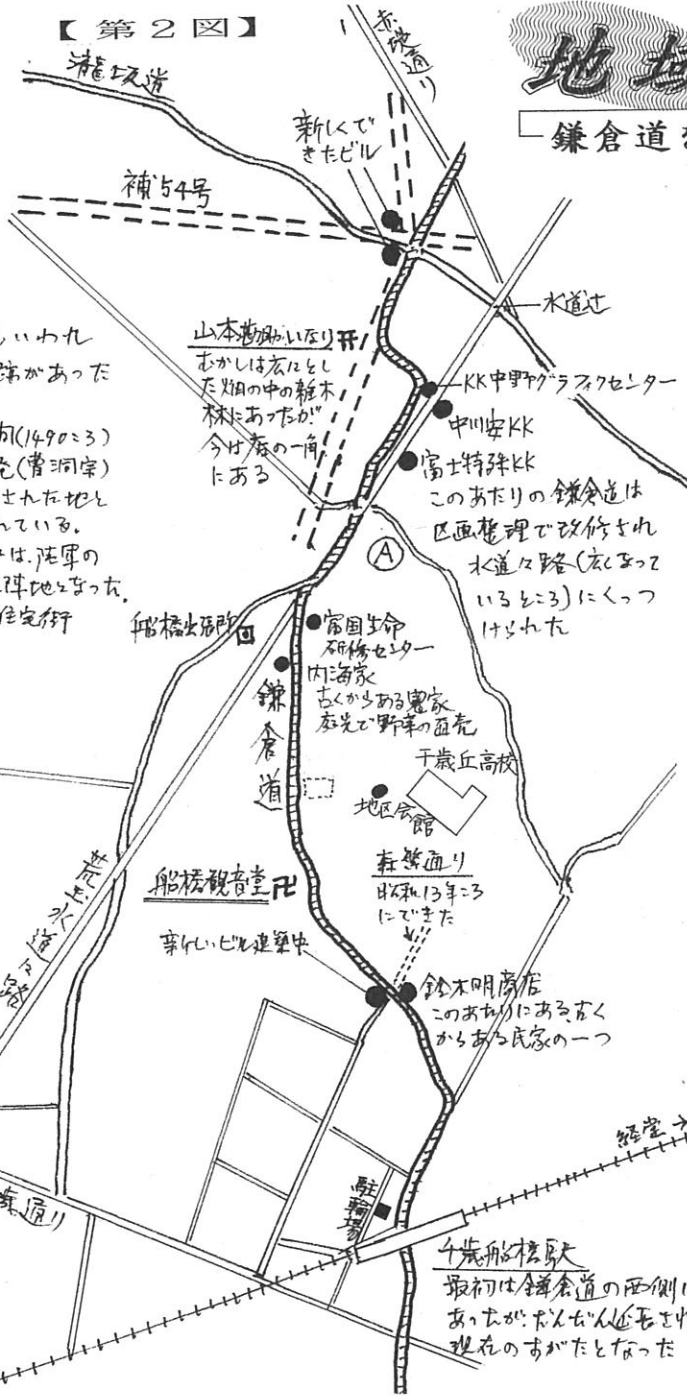 【第2図】
瀧坂道
赤堤通り
地域
鎌倉道を
新しくで
きたビル
補54号
水道辻
いわれ
跡があった
(1490ころ)
(曹洞宗)
された地と
れている。
は、陸軍の
陣地となった。
住宅街
山本勘助いなり
むかしは広々とし
た畑の中の雑木
林にあったが
今は庭の一角
にある
KK中野グラフィクセンター
中川安KK
富士特殊KK
このあたりの鎌倉道は
区画整理で改修され
水道々路(広くなって
いるところ)にくっつ
けられた
A
船橋出張所
富国生命
研修センター
内海家
古くからある農家
庭先で野菜の直売
鎌倉道
千歳丘高校
地区会館
荒玉水道々路
船橋観音堂
森繁通り
昭和13年ころ
にできた
新しいビル建築中
鈴木明商店
このあたりにある、古く
からある民家の一つ
経堂→
通り
駐輪場
千歳船橋駅
最初は鎌倉道の西側に
あったが、だんだん延長され
現在のすがたとなった